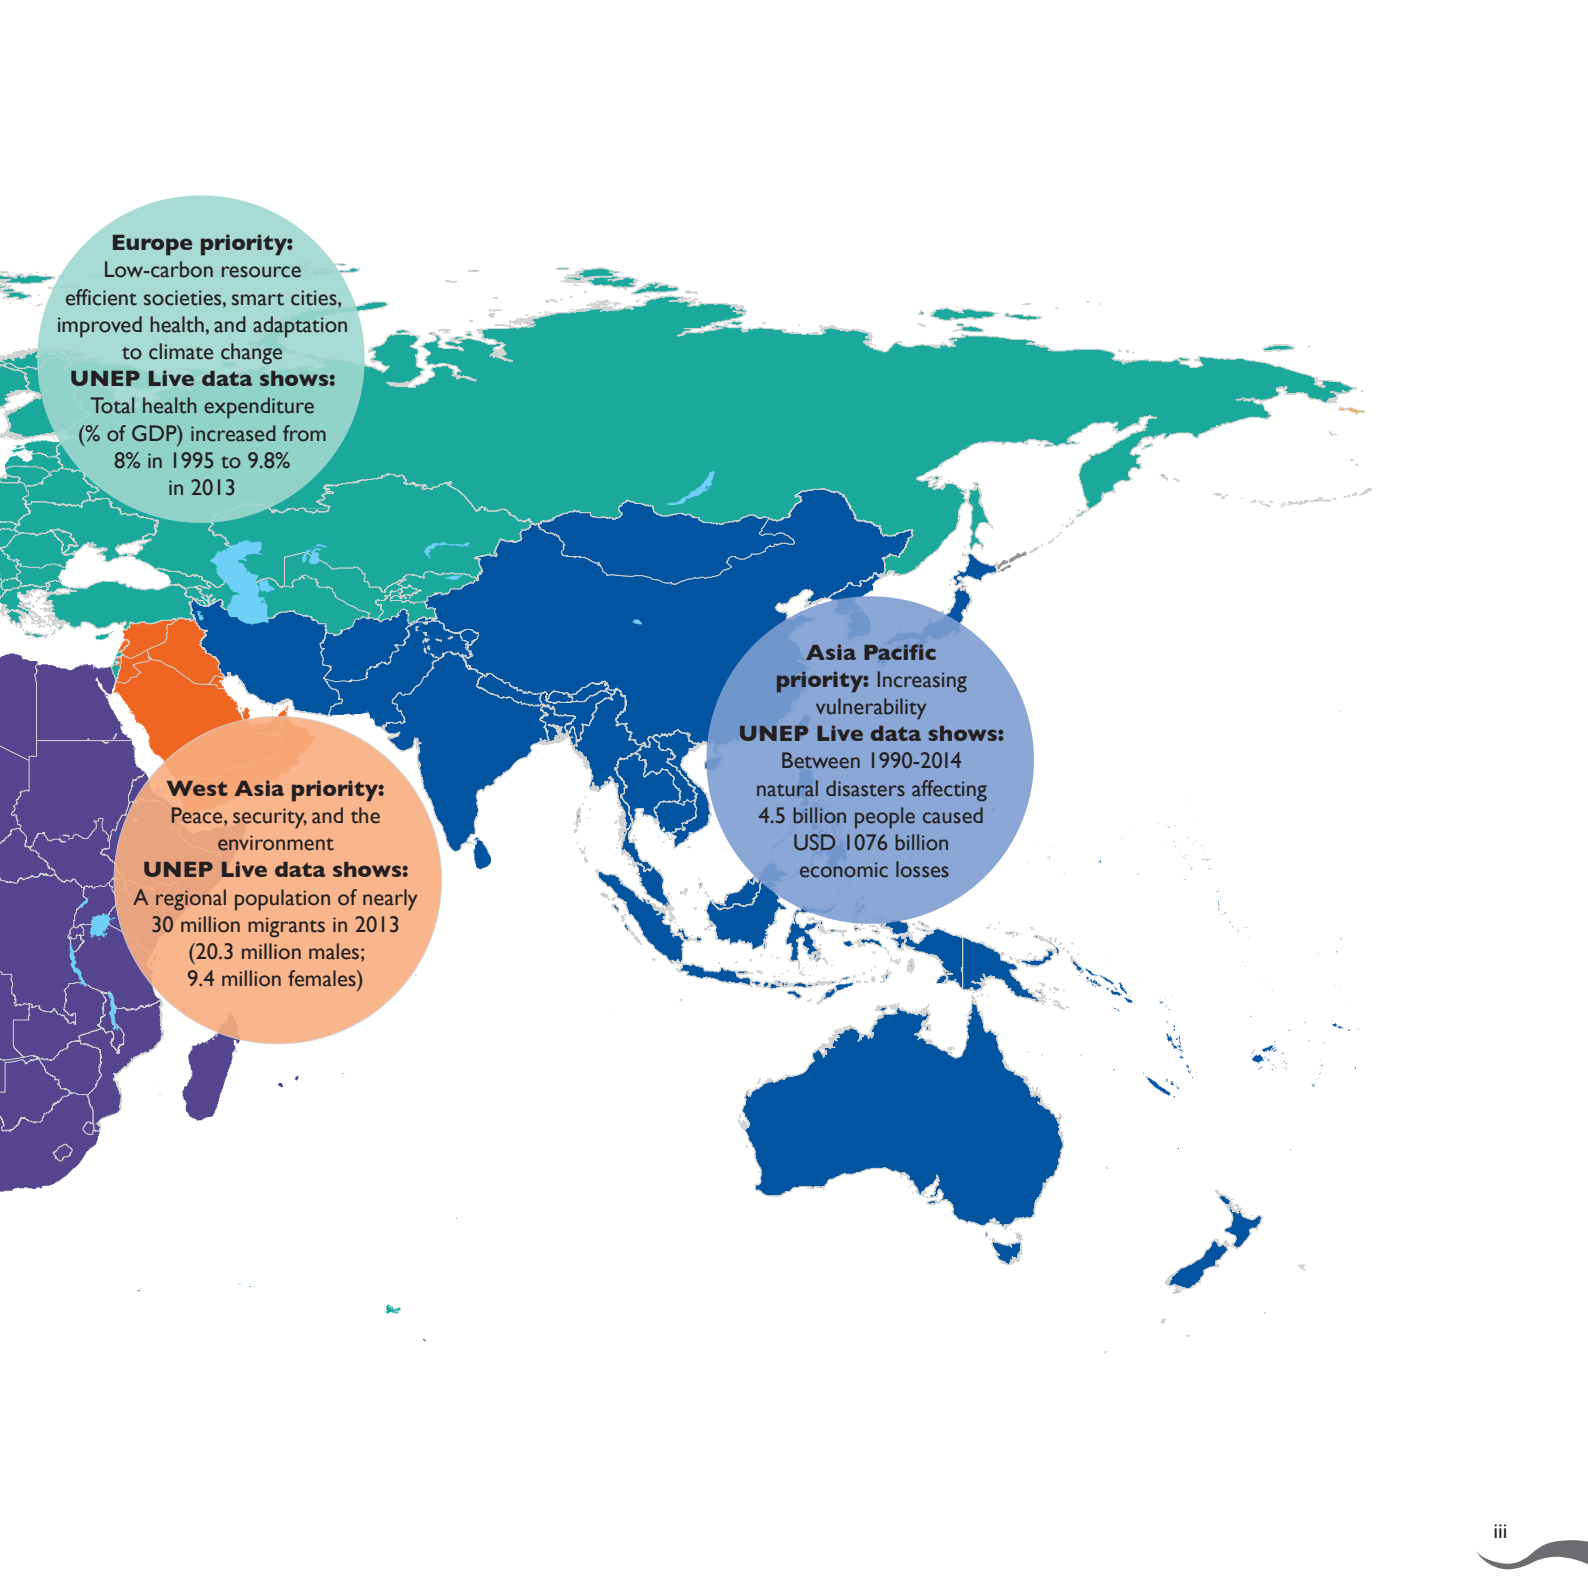 Europe priority:
Low-carbon resource
efficient societies, smart cities,
improved health, and adaptation
to climate change
UNEP Live data shows:
Total health expenditure
(% of GDP) increased from
8% in 1995 to 9.8%
in 2013
Asia Pacific
priority: Increasing
vulnerability
UNEP Live data shows:
Between 1990-2014
natural disasters affecting
4.5 billion people caused
USD 1076 billion
economic losses
West Asia priority:
Peace, security, and the
environment
UNEP Live data shows:
A regional population of nearly
30 million migrants in 2013
(20.3 million males;
9.4 million females)
iii